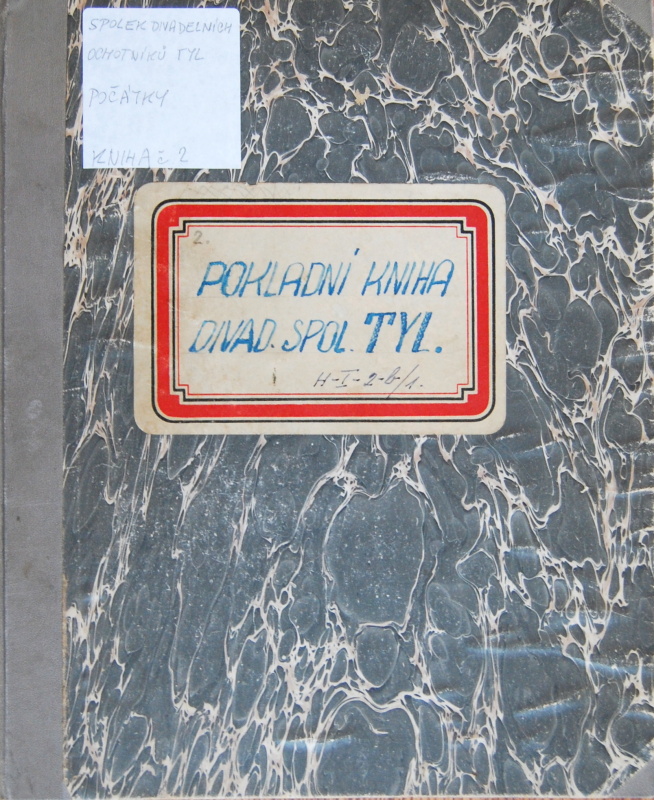 SPOLEK DIVADELNÍCH
OCHOTNÍKŮ TYL
POČÁTKY
KNIHA č 2
2.
POKLADNÍ KNIHA
DIVAD. SPOL. TYL.
H-I-2-b/1.